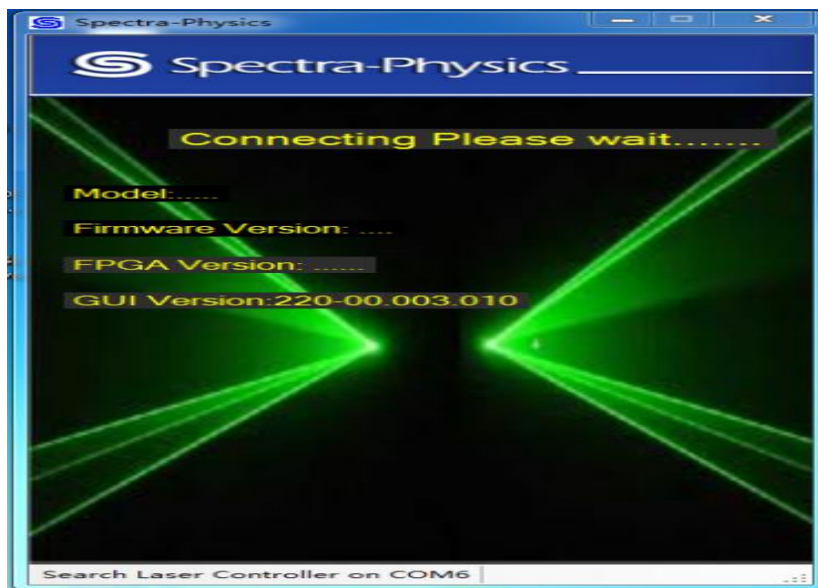 Spectra-Physics
Spectra-Physics
Connecting Please wait.......
Model:.....
Firmware Version: ....
FPGA Version: ......
GUI Version:220-00.003.010
Search Laser Controller on COM6